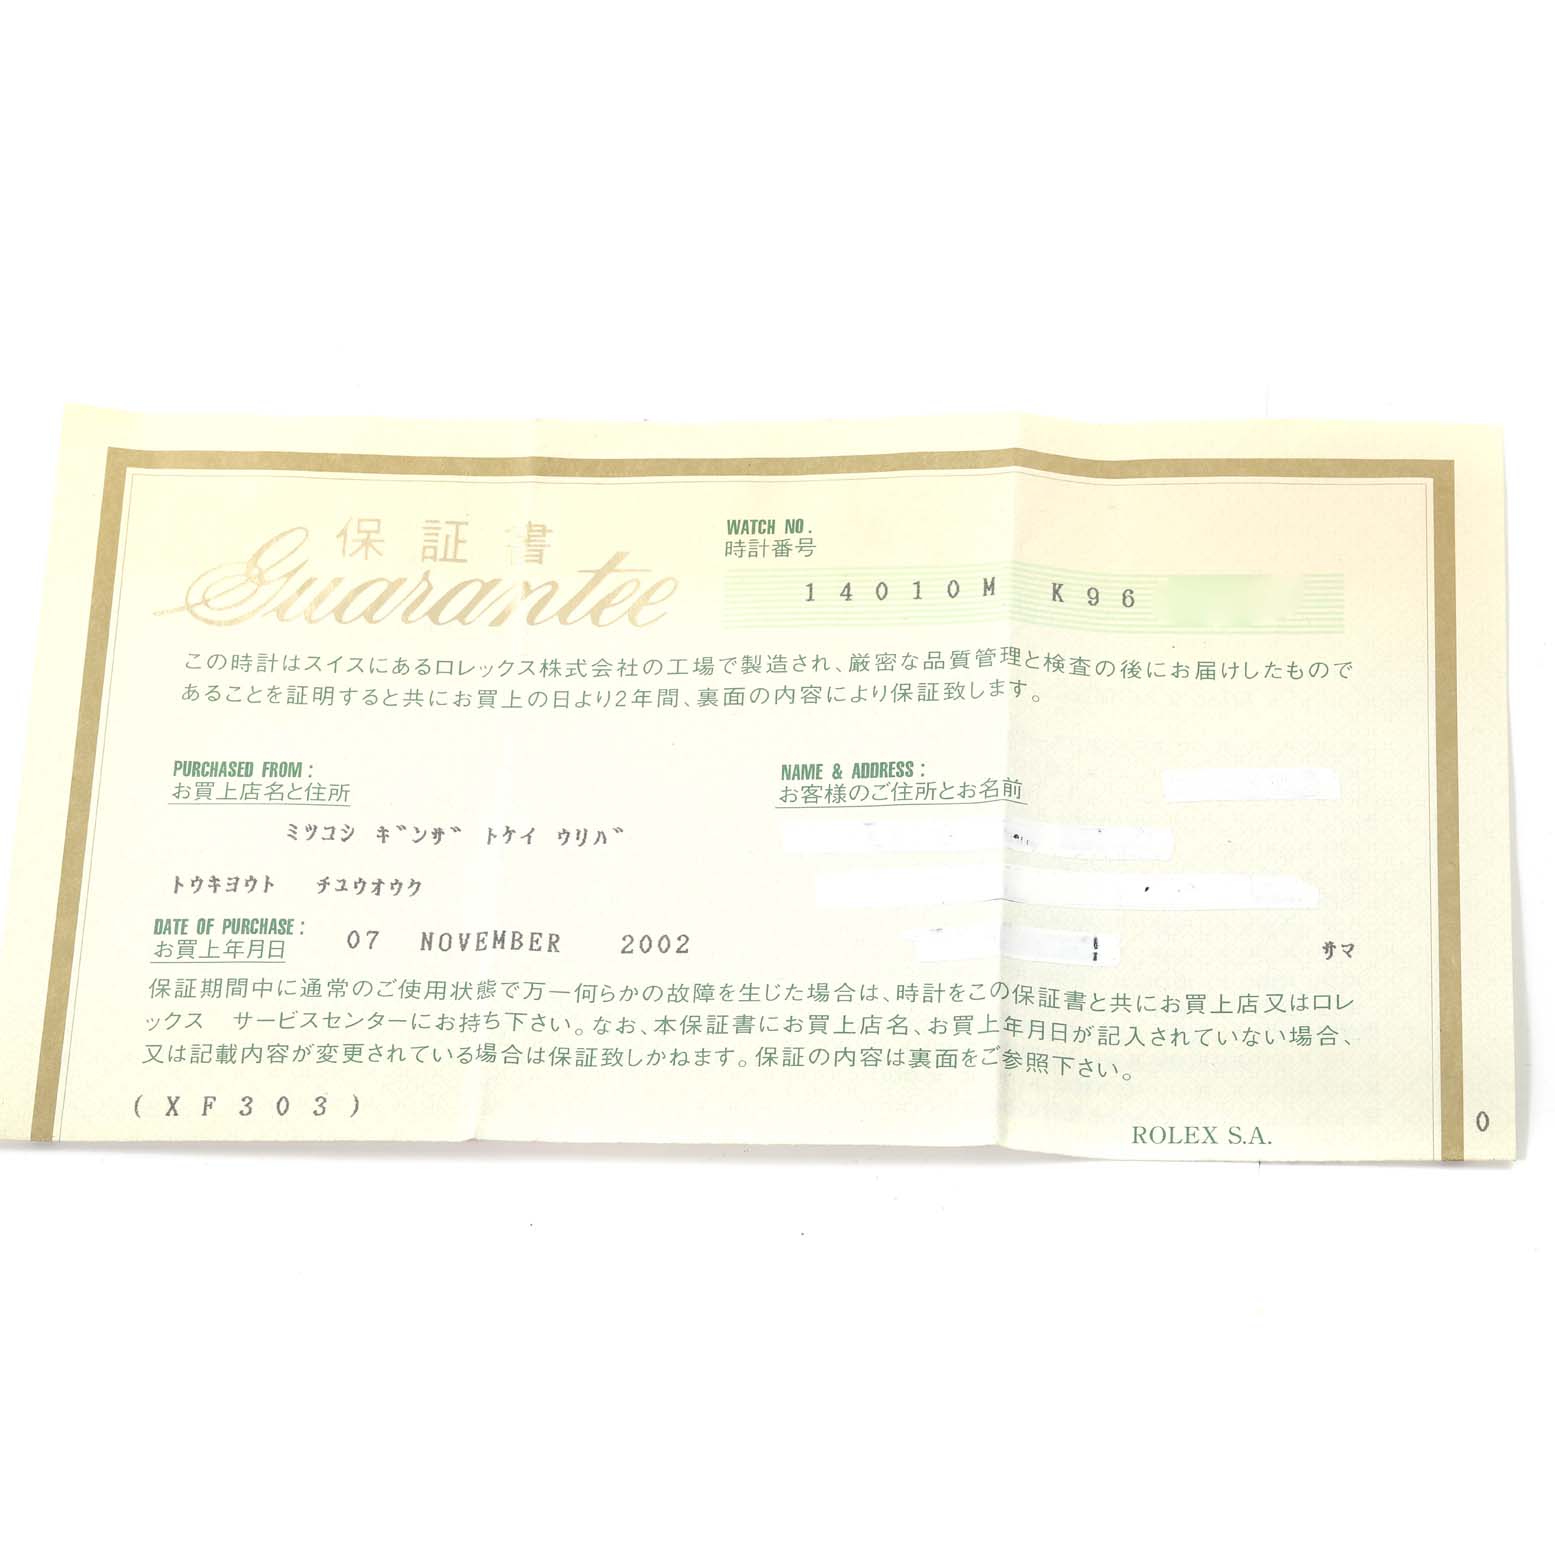 保証書
Guarantee
WATCH NO.
時計番号
14010M K96
この時計はスイスにあるロレックス株式会社の工場で製造され、厳密な品質管理と検査の後にお届けしたもので
あることを証明すると共にお買上の日より2年間、裏面の内容により保証致します。
PURCHASED FROM:
お買上店名と住所
ミツコシ ギンザ トケイ ウリバ
トウキヨウト チユウオウク
NAME & ADDRESS:
お客様のご住所とお名前
サマ
DATE OF PURCHASE:
お買上年月日
07 NOVEMBER 2002
保証期間中に通常のご使用状態で万一何らかの故障を生じた場合は、時計をこの保証書と共にお買上店又はロレ
ックス サービスセンターにお持ち下さい。なお、本保証書にお買上店名、お買上年月日が記入されていない場合、
又は記載内容が変更されている場合は保証致しかねます。保証の内容は裏面をご参照下さい。
(XF303)
ROLEX S.A.
0